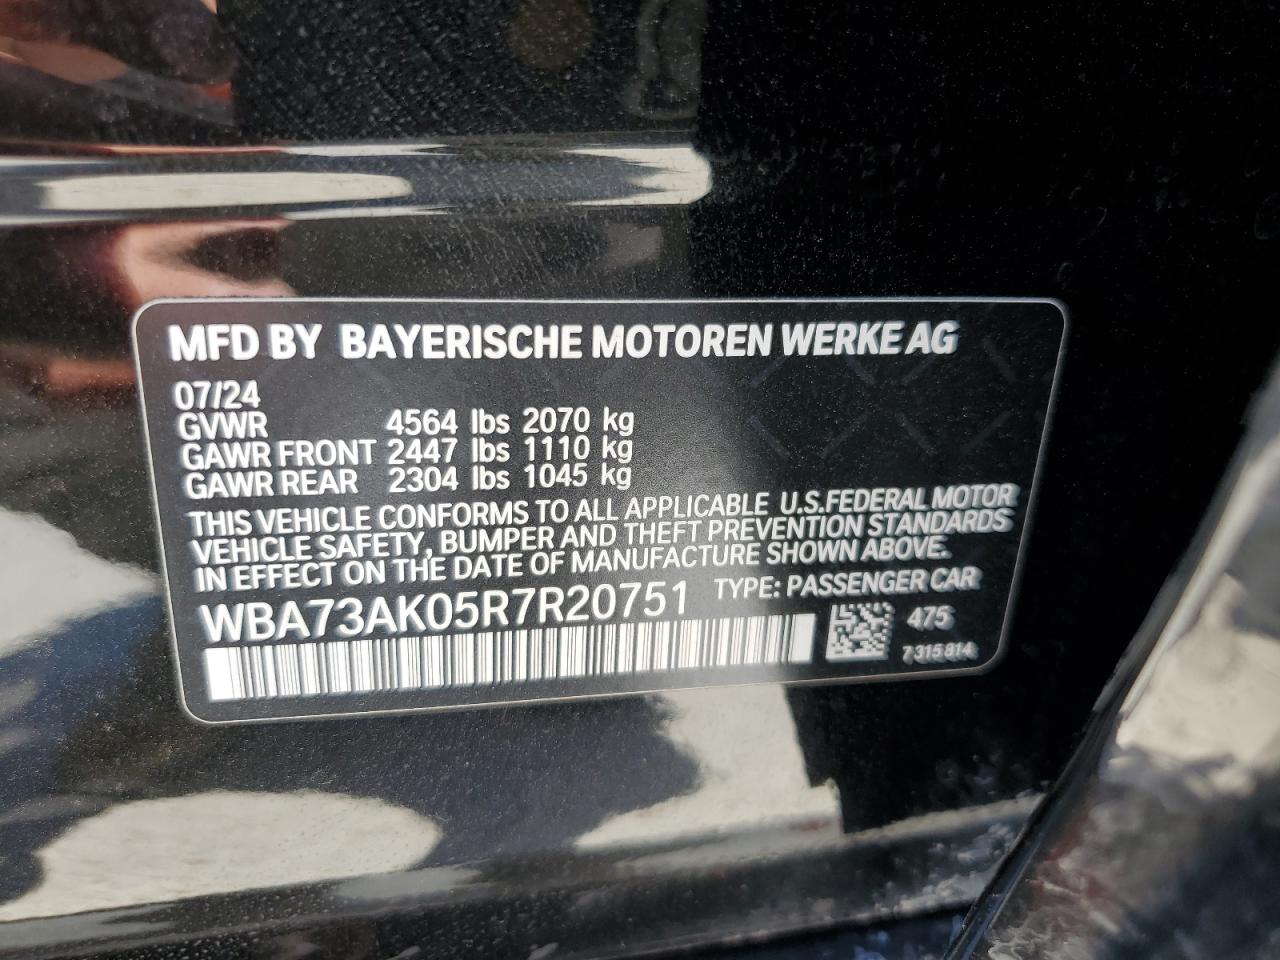 MFD BY BAYERISCHE MOTOREN WERKE AG
07/24
GVWR 4564 lbs 2070 kg
GAWR FRONT 2447 lbs 1110 kg
GAWR REAR 2304 lbs 1045 kg
THIS VEHICLE CONFORMS TO ALL APPLICABLE U.S.FEDERAL MOTOR
VEHICLE SAFETY, BUMPER AND THEFT PREVENTION STANDARDS
IN EFFECT ON THE DATE OF MANUFACTURE SHOWN ABOVE.
WBA73AK05R7R20751 TYPE: PASSENGER CAR
475
7 315 814